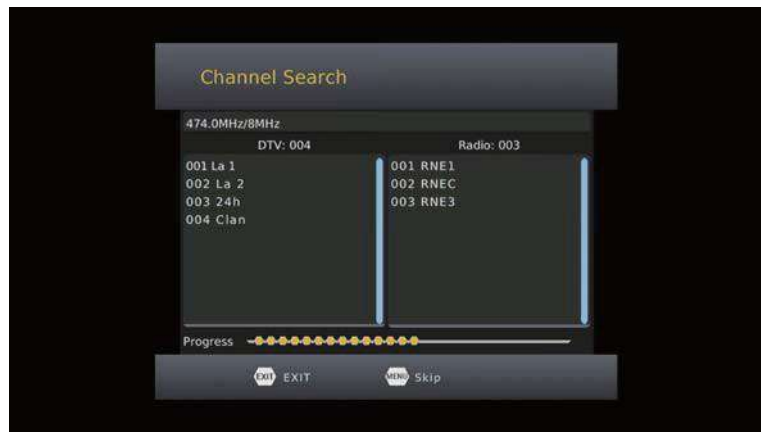 Channel Search
474.0MHz/8MHz
DTV: 004
Radio: 003
001 La 1
002 La 2
003 24h
004 Clan
001 RNE1
002 RNEC
003 RNE3
Progress
EXIT EXIT
MENU Skip